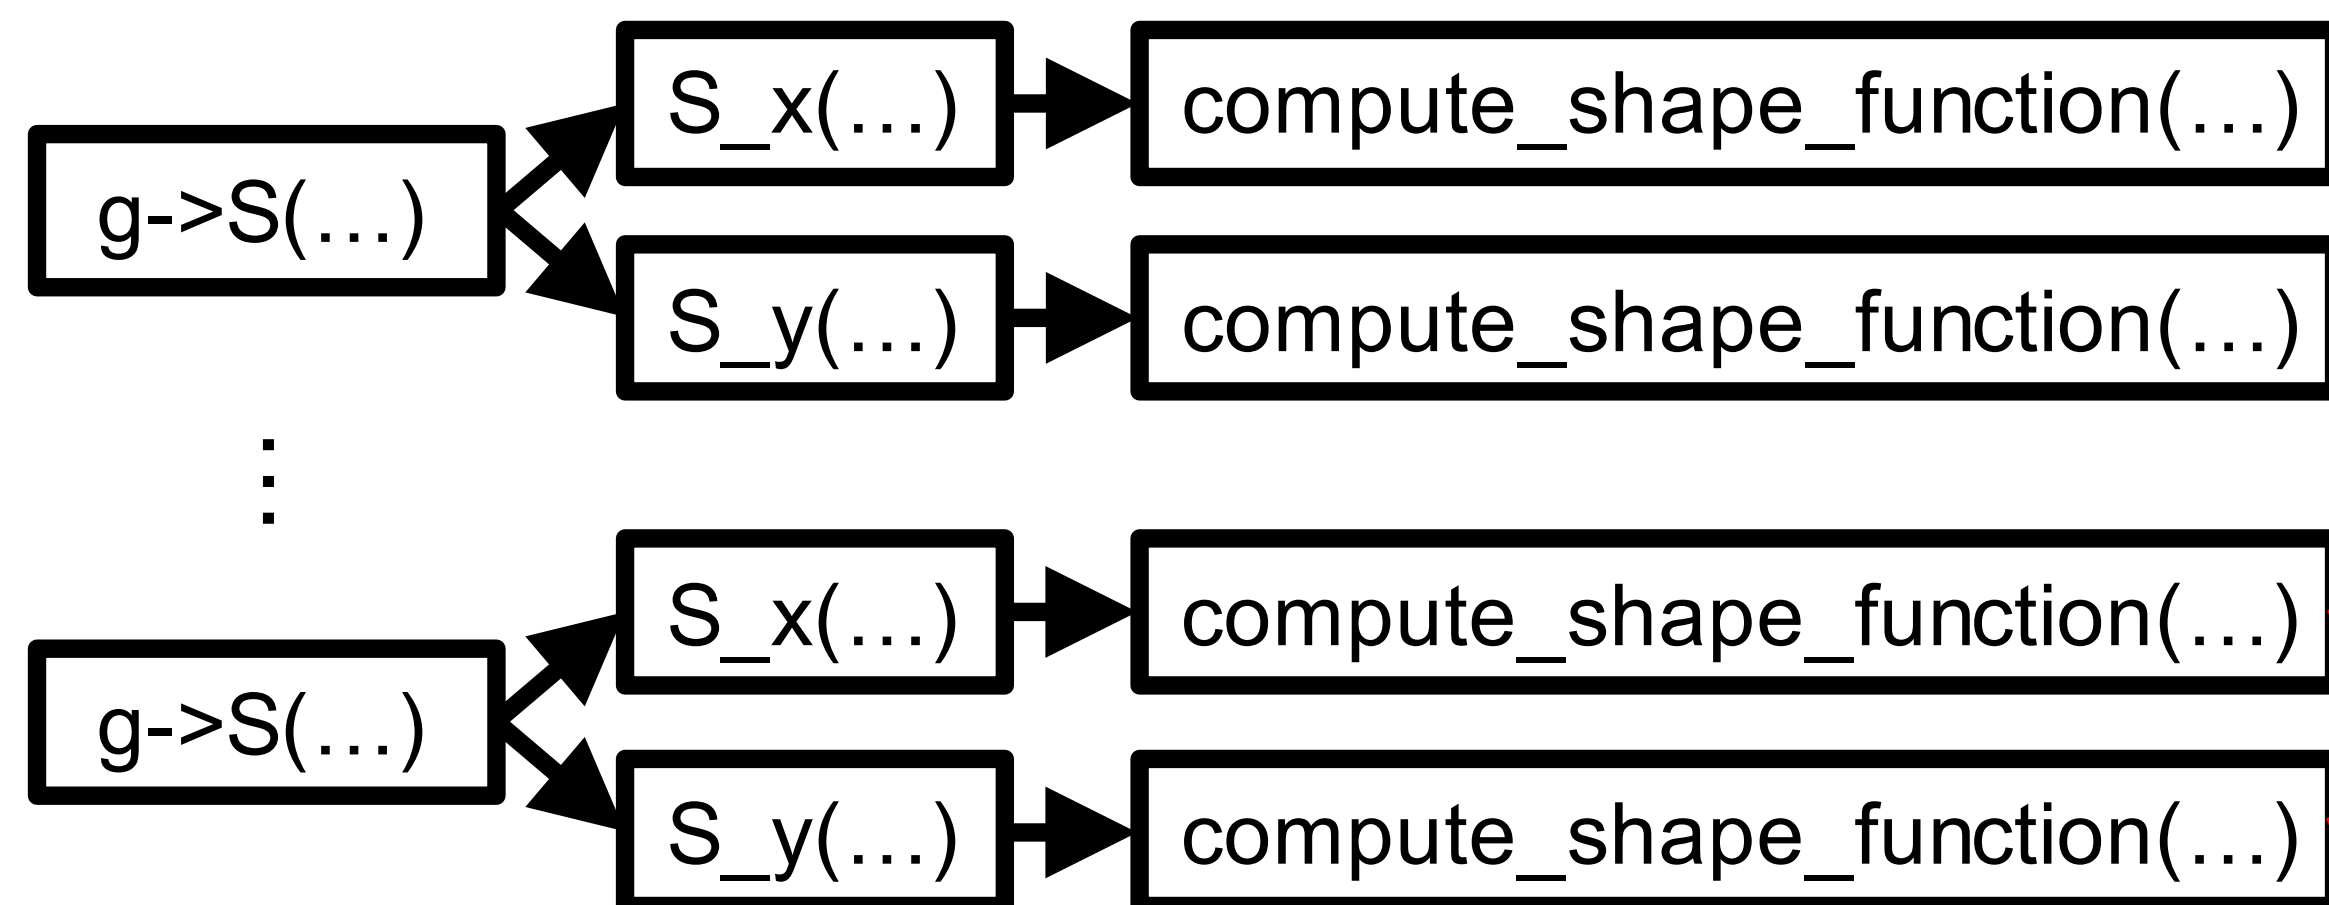 S_x(…)
compute_shape_function(…)
g->S(…)
S_y(…)
compute_shape_function(…)
⋮
S_x(…)
compute_shape_function(…)
g->S(…)
S_y(…)
compute_shape_function(…)